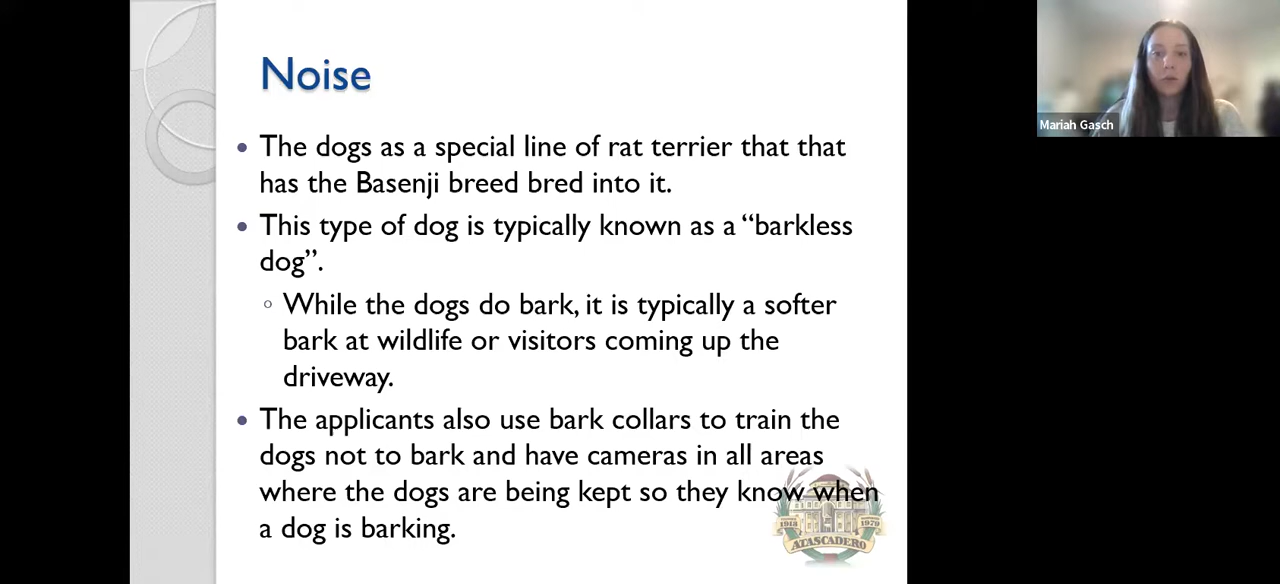 Noise
• The dogs as a special line of rat terrier that that
has the Basenji breed bred into it.
• This type of dog is typically known as a “barkless
dog”.
○ While the dogs do bark, it is typically a softer
bark at wildlife or visitors coming up the
driveway.
• The applicants also use bark collars to train the
dogs not to bark and have cameras in all areas
where the dogs are being kept so they know when
a dog is barking.
1913
1979
ATASCADERO
Mariah Gasch